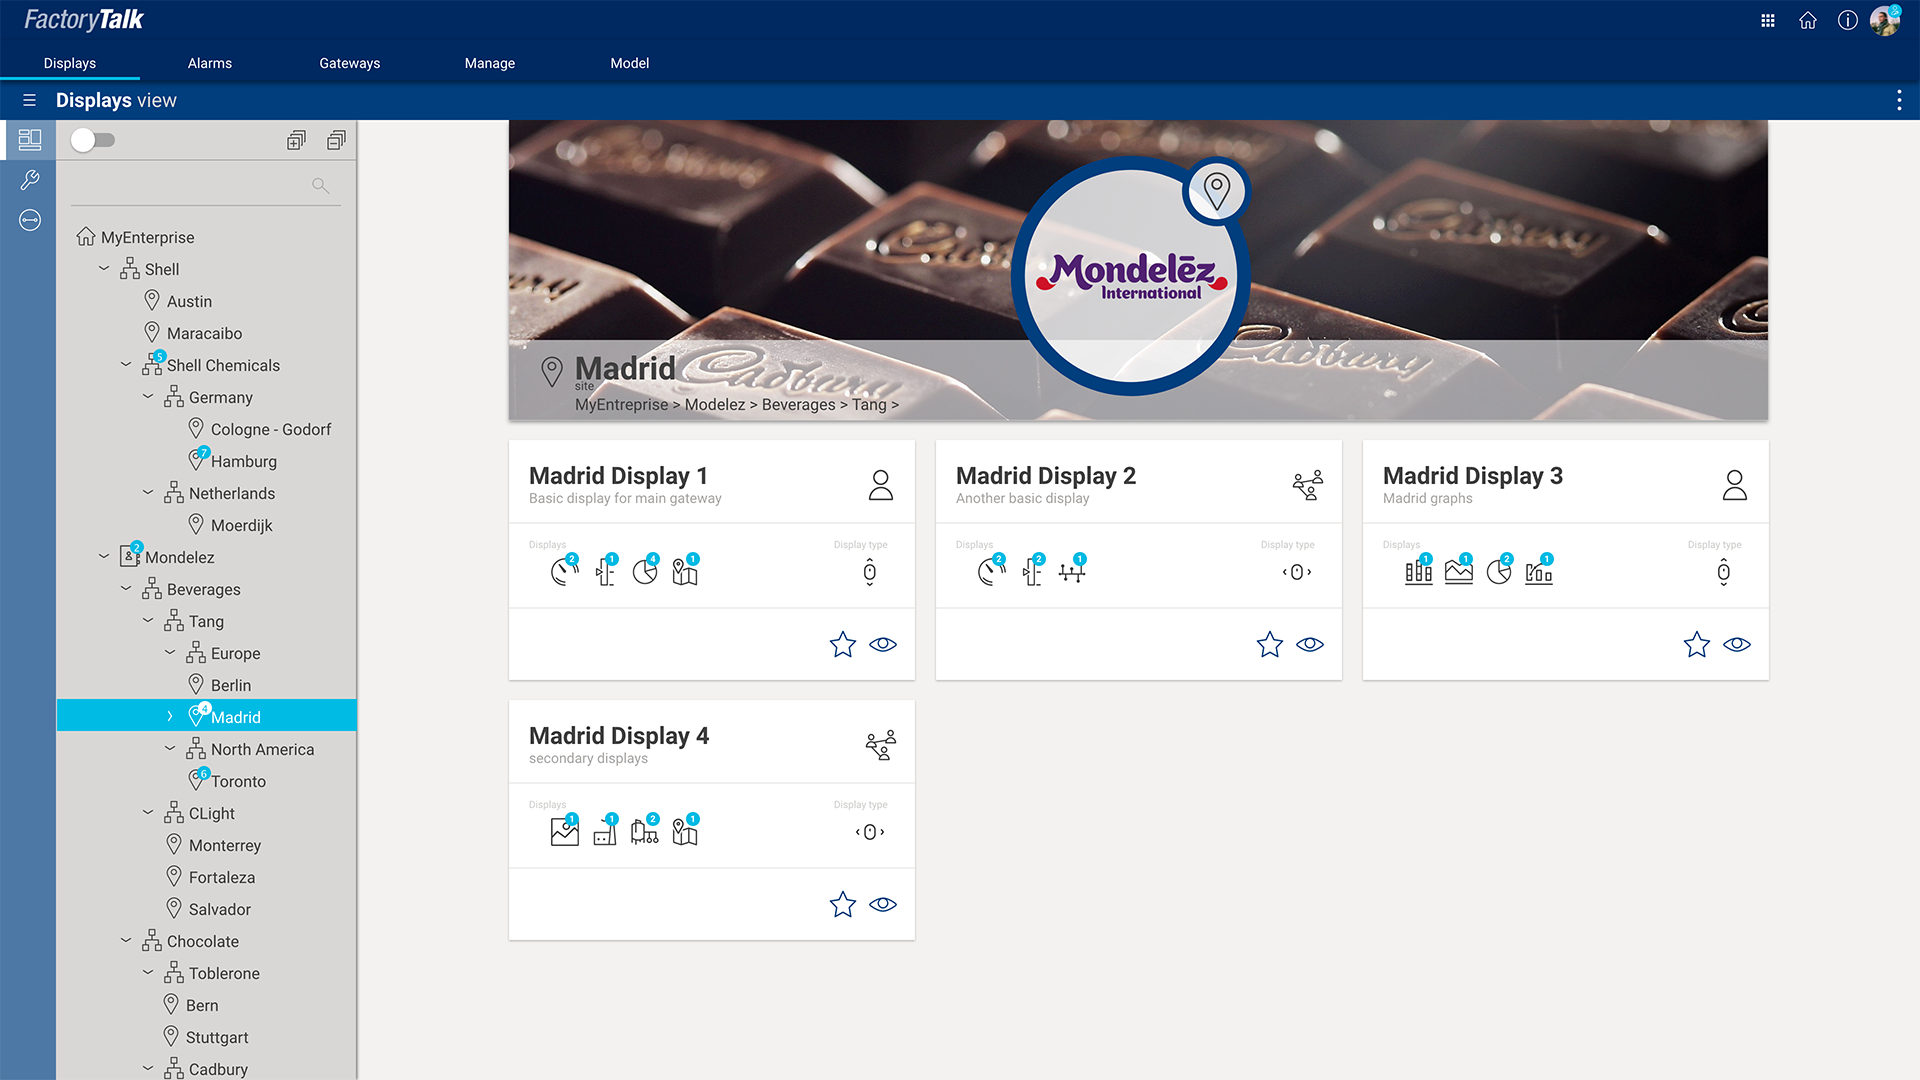 FactoryTalk
Displays Alarms Gateways Manage Model
Displays view
MyEnterprise
Shell
Austin
Maracaibo
5
Shell Chemicals
Germany
Cologne - Godorf
7
Hamburg
Netherlands
Moerdijk
2
Mondelez
Beverages
Tang
Europe
Berlin
4
Madrid
North America
6
Toronto
CLight
Monterrey
Fortaleza
Salvador
Chocolate
Toblerone
Bern
Stuttgart
Cadbury
Cadbury
Cadbury
Cadbury
Cadbury
Mondelēz
International
Madrid
site
MyEntreprise > Modelez > Beverages > Tang >
Madrid Display 1
Basic display for main gateway
Displays Display type
2 1 4 1
Madrid Display 2
Another basic display
Displays Display type
2 2 1
Madrid Display 3
Madrid graphs
Displays Display type
1 1 2 1
Madrid Display 4
secondary displays
Displays Display type
1 1 2 1